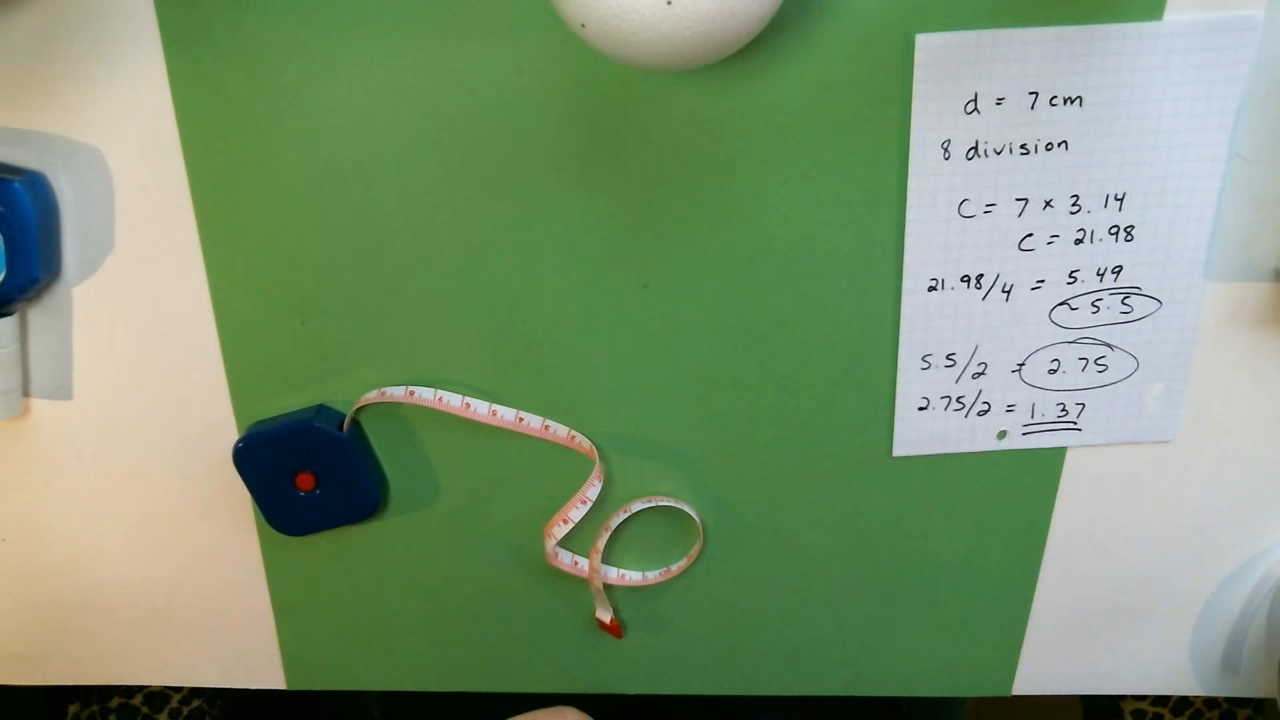 d = 7 cm
8 division
C = 7 × 3.14
C = 21.98
21.98/4 = 5.49
~ 5.5
5.5/2 = 2.75
2.75/2 = 1.37